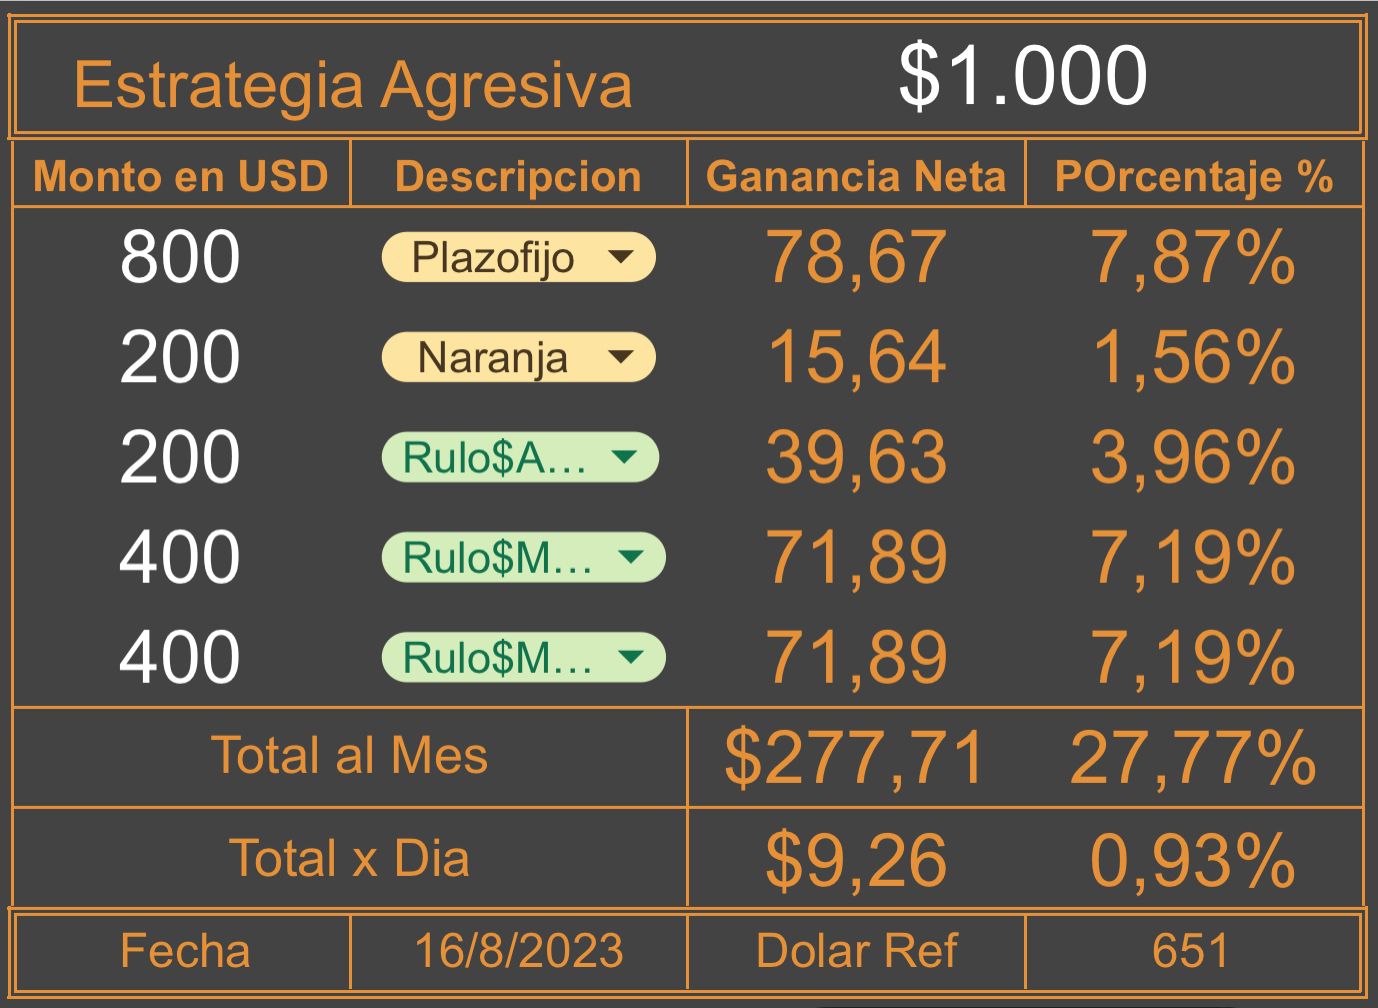 Estrategia Agresiva $1.000
Monto en USD Descripcion Ganancia Neta POrcentaje %
800 Plazofijo 78,67 7,87%
200 Naranja 15,64 1,56%
200 Rulo$A... 39,63 3,96%
400 Rulo$M... 71,89 7,19%
400 Rulo$M... 71,89 7,19%
Total al Mes $277,71 27,77%
Total x Dia $9,26 0,93%
Fecha 16/8/2023 Dolar Ref 651